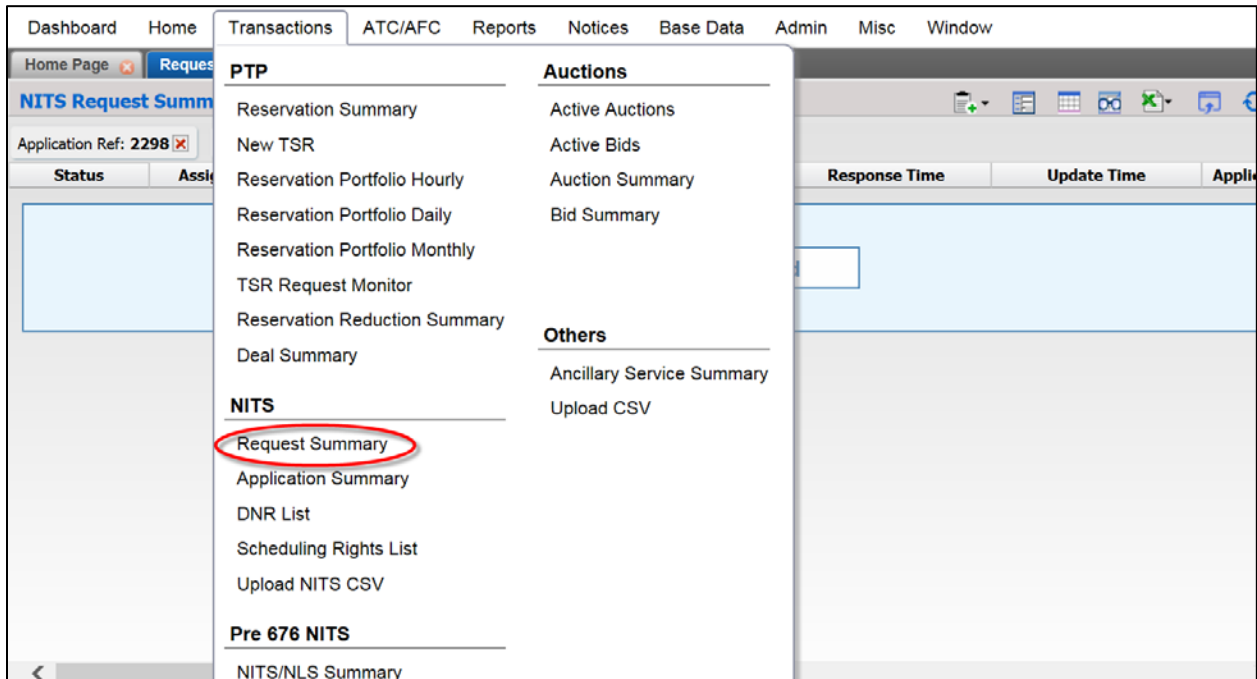 Dashboard Home Transactions ATC/AFC Reports Notices Base Data Admin Misc Window
Home Page Reques
NITS Request Summ
Application Ref: 2298
Status Assig Response Time Update Time Applic
PTP
Reservation Summary
New TSR
Reservation Portfolio Hourly
Reservation Portfolio Daily
Reservation Portfolio Monthly
TSR Request Monitor
Reservation Reduction Summary
Deal Summary
NITS
Request Summary
Application Summary
DNR List
Scheduling Rights List
Upload NITS CSV
Pre 676 NITS
NITS/NLS Summary
Auctions
Active Auctions
Active Bids
Auction Summary
Bid Summary
Others
Ancillary Service Summary
Upload CSV